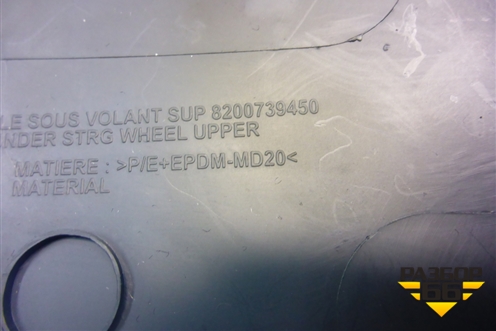 LE SOUS VOLANT SUP 8200739450
NDER STRG WHEEL UPPER
MATIERE : >P/E+EPDM-MD20<
MATERIAL
РАЗБОР
66